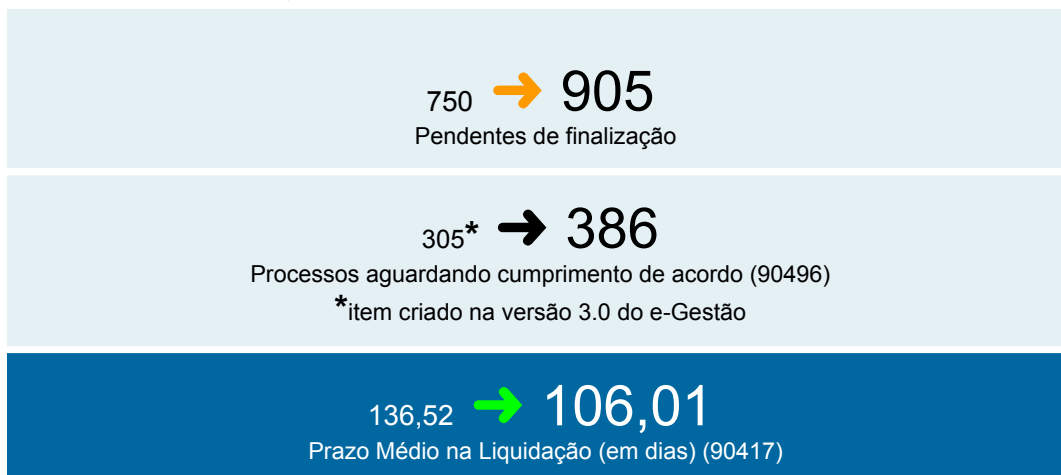 750 ➜ 905
Pendentes de finalização
305* ➜ 386
Processos aguardando cumprimento de acordo (90496)
*item criado na versão 3.0 do e-Gestão
136,52 ➜ 106,01
Prazo Médio na Liquidação (em dias) (90417)